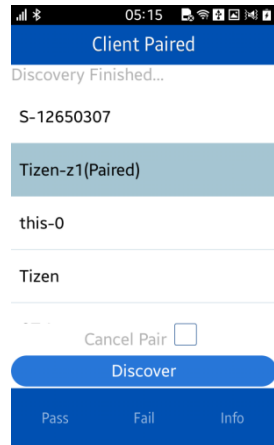 05:15
Client Paired
Discovery Finished...
S-12650307
Tizen-z1(Paired)
this-0
Tizen
Cancel Pair
Discover
Pass Fail Info